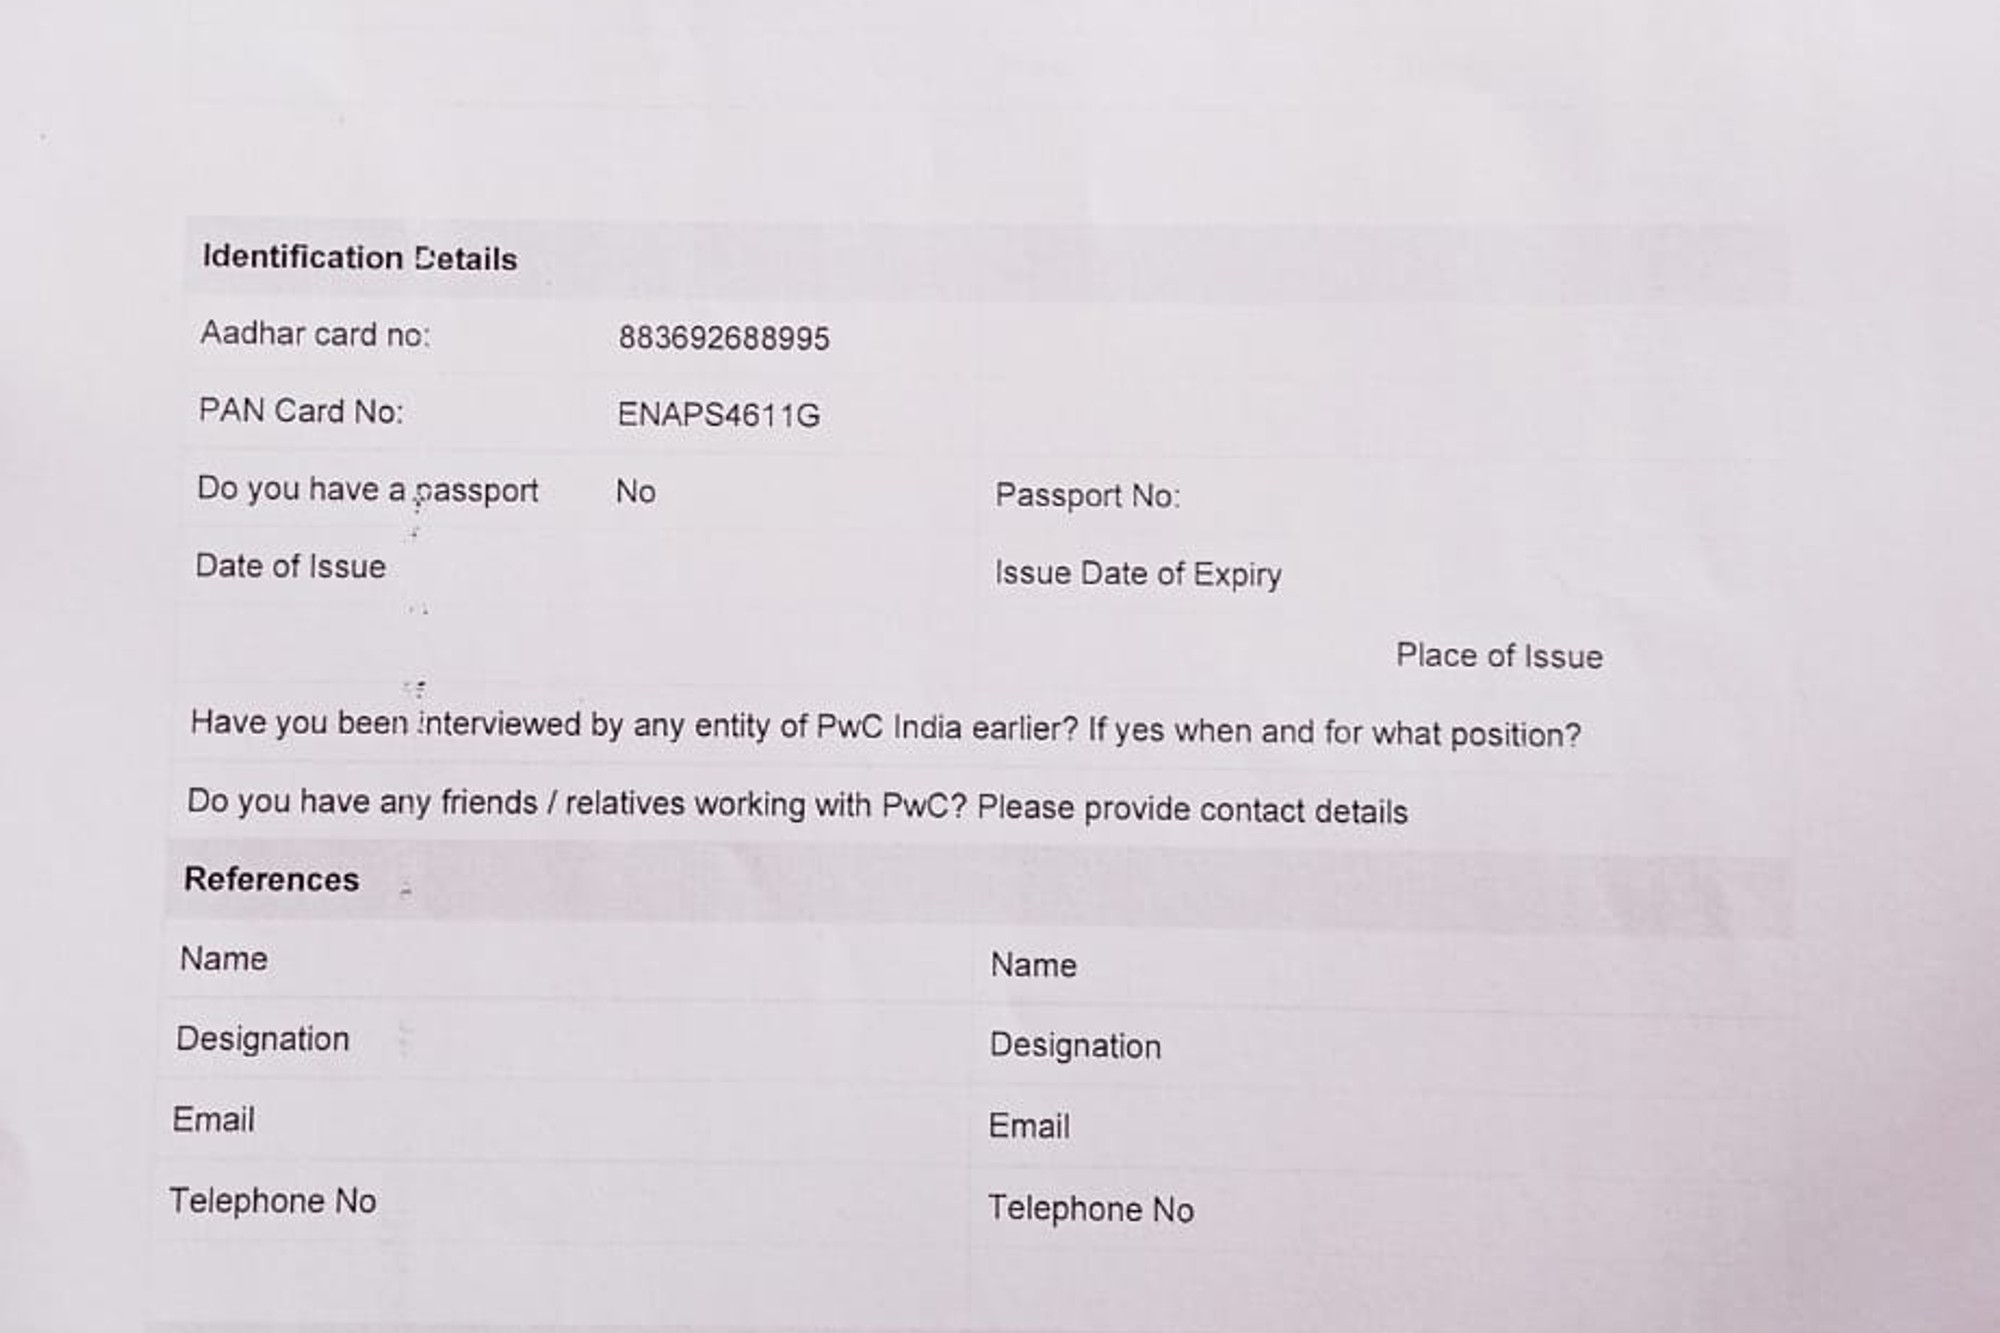 Identification Details
Aadhar card no: 883692688995
PAN Card No: ENAPS4611G
Do you have a passport No Passport No:
Date of Issue Issue Date of Expiry
Place of Issue
Have you been interviewed by any entity of PwC India earlier? If yes when and for what position?
Do you have any friends / relatives working with PwC? Please provide contact details
References
Name Name
Designation Designation
Email Email
Telephone No Telephone No